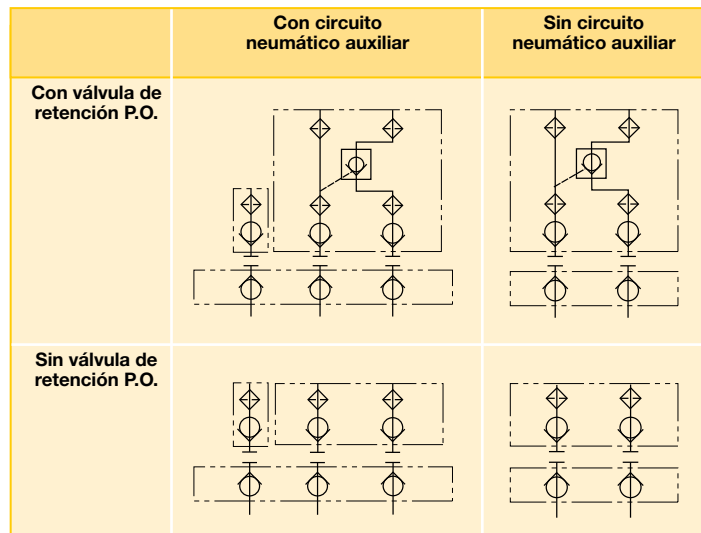 Con circuito
neumático auxiliar
Sin circuito
neumático auxiliar
Con válvula de
retención P.O.
Sin válvula de
retención P.O.